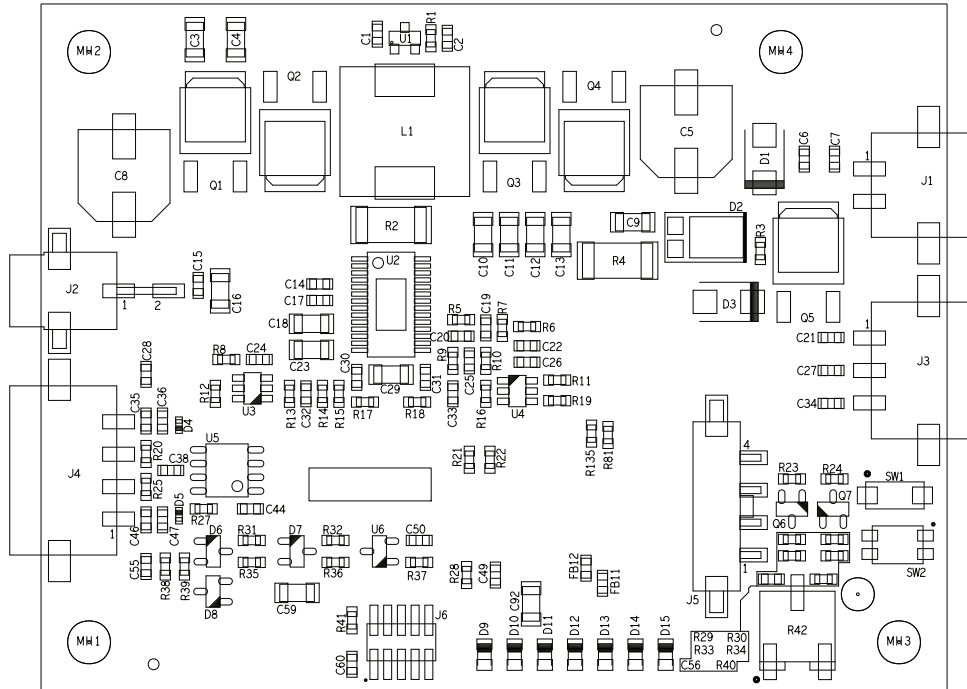 C3
C4
C1
U1
R1
C2
MH2
Q2
Q4
MH4
L1
C5
D1
C6
C7
1
C8
Q1
Q3
J1
R2
C9
D2
R3
R4
C10
C11
C12
C13
U2
J2
C15
C16
1
2
C14
C17
C18
D3
Q5
R5
C19
R7
R6
C20
C22
C21
1
J3
C28
R8
C24
C23
C30
C29
C31
R9
C25
R10
C26
C27
R12
U3
R13
C32
R14
R15
R17
R18
C33
R16
U4
R11
R19
C34
C35
C36
D4
R135
R81
J4
R20
U5
C38
R25
D5
R21
R22
4
R23
R24
SW1
1
C46
C47
R27
C44
Q6
Q7
D6
R31
D7
R32
U6
C50
SW2
C55
R38
R39
R35
R36
R37
R28
C49
FB12
FB11
1
J5
D8
C59
C92
R41
J6
R42
MH1
D9
D10
D11
D12
D13
D14
D15
R29
R30
R33
R34
C56
R40
MH3
C60